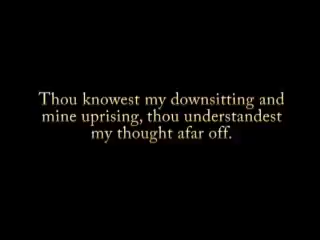 Thou knowest my downsitting and
mine uprising, thou understandest
my thought afar off.